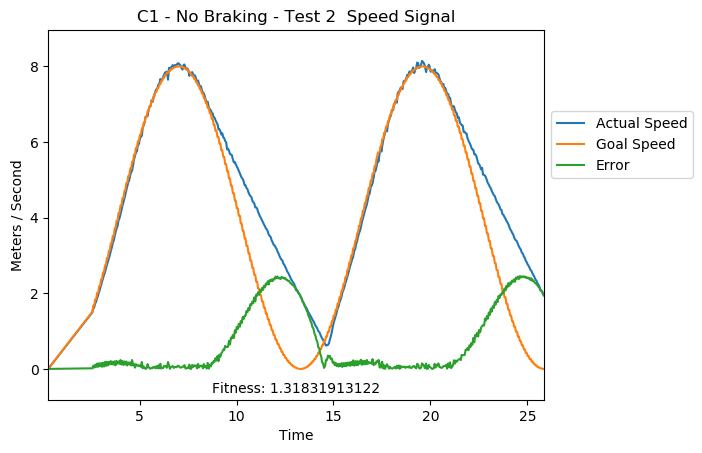 C1 - No Braking - Test 2  Speed Signal
Meters / Second
8
6
4
2
0
Actual Speed
Goal Speed
Error
Fitness: 1.31831913122
5
10
15
20
25
Time